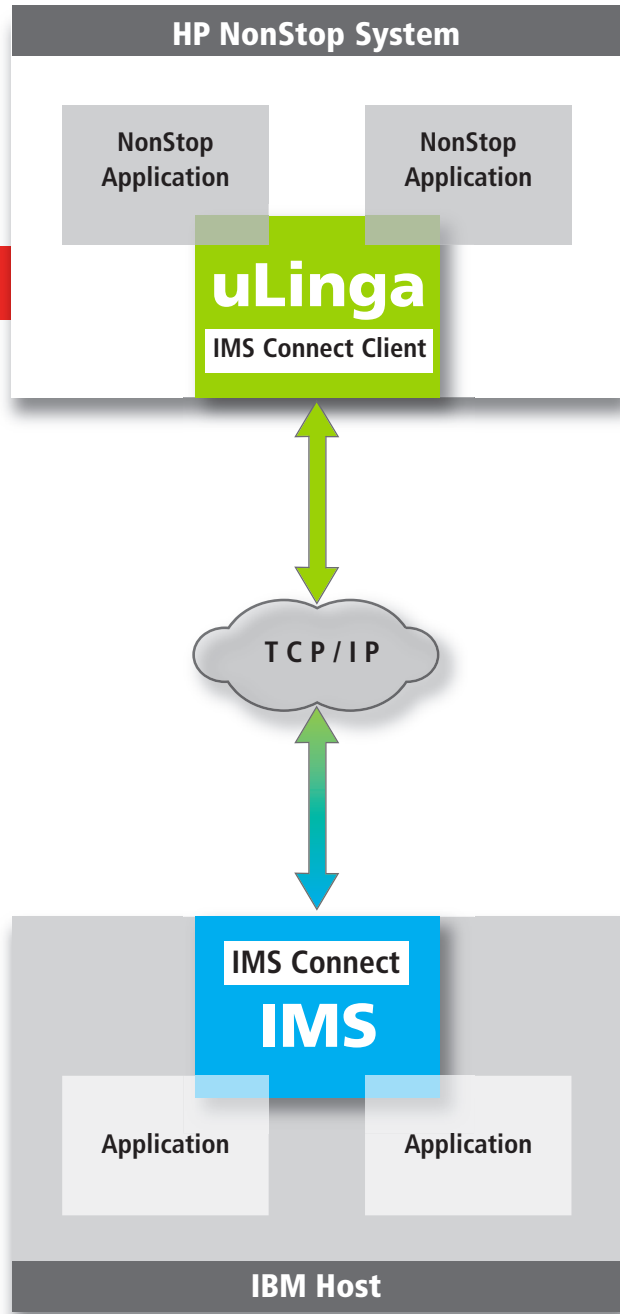 HP NonStop System
NonStop
Application
NonStop
Application
uLinga
IMS Connect Client
TCP/IP
IMS Connect
IMS
Application
Application
IBM Host